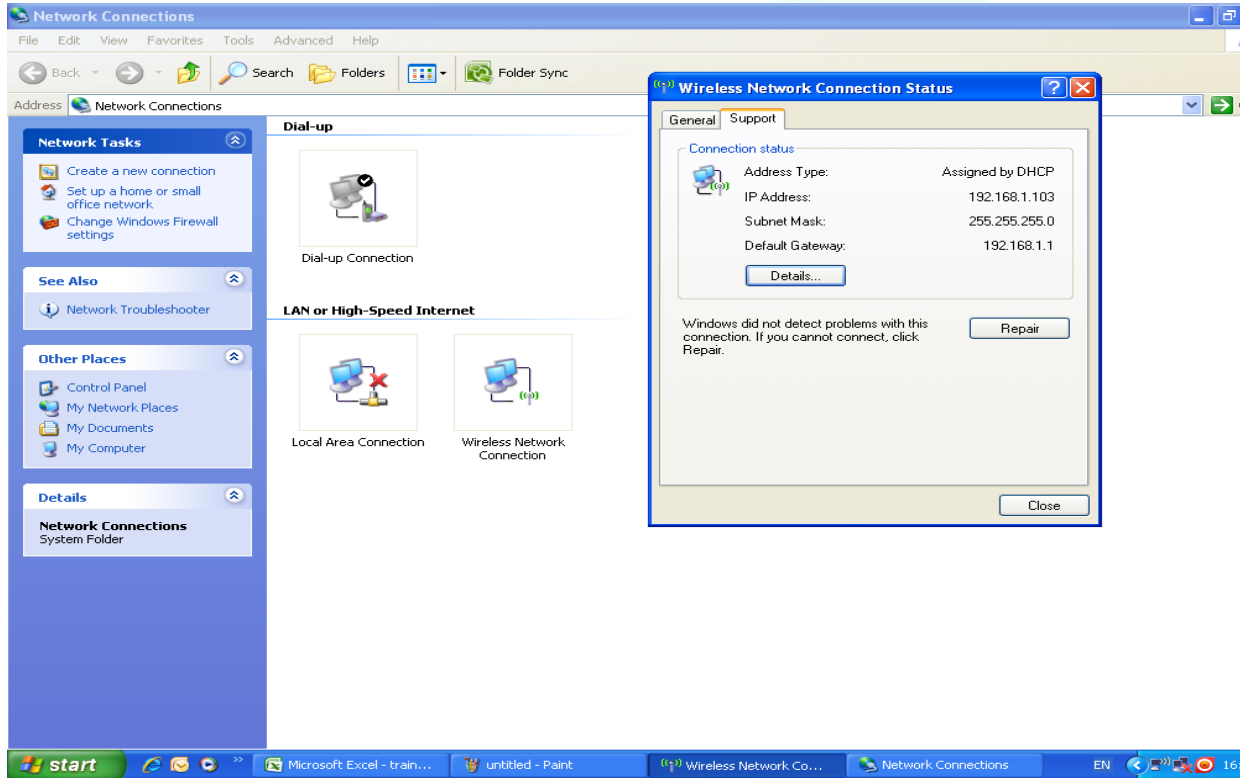 Network Connections
File Edit View Favorites Tools Advanced Help
Back Search Folders Folder Sync
Address Network Connections
Network Tasks
Create a new connection
Set up a home or small
office network
Change Windows Firewall
settings
See Also
Network Troubleshooter
Other Places
Control Panel
My Network Places
My Documents
My Computer
Details
Network Connections
System Folder
Dial-up
Dial-up Connection
LAN or High-Speed Internet
Local Area Connection
Wireless Network
Connection
Wireless Network Connection Status
General Support
Connection status
Address Type: Assigned by DHCP
IP Address: 192.168.1.103
Subnet Mask: 255.255.255.0
Default Gateway: 192.168.1.1
Details...
Windows did not detect problems with this
connection. If you cannot connect, click
Repair.
Repair
Close
start Microsoft Excel - train... untitled - Paint Wireless Network Co... Network Connections EN 16: